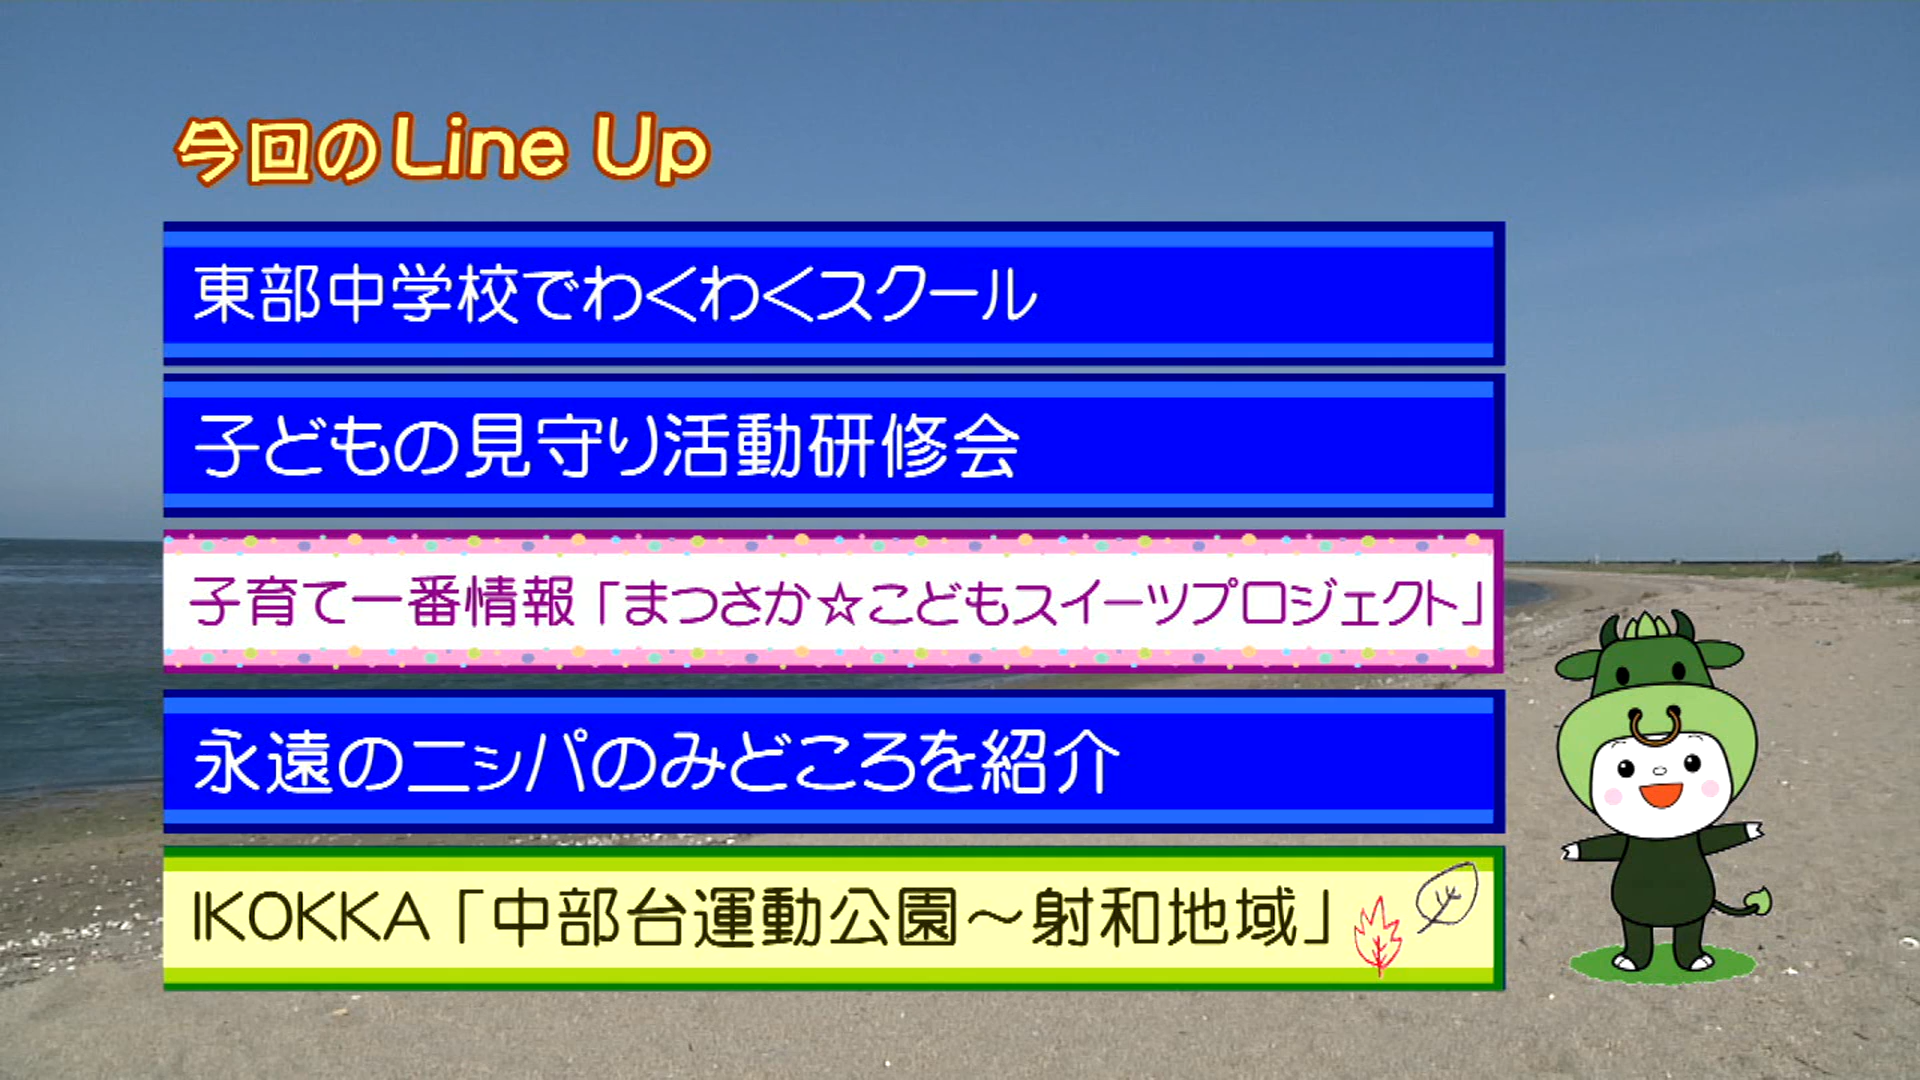 今回のLine Up
東部中学校でわくわくスクール
子どもの見守り活動研修会
子育て一番情報「まつさか☆こどもスイーツプロジェクト」
永遠のニシパのみどころを紹介
IKOKKA「中部台運動公園～射和地域」